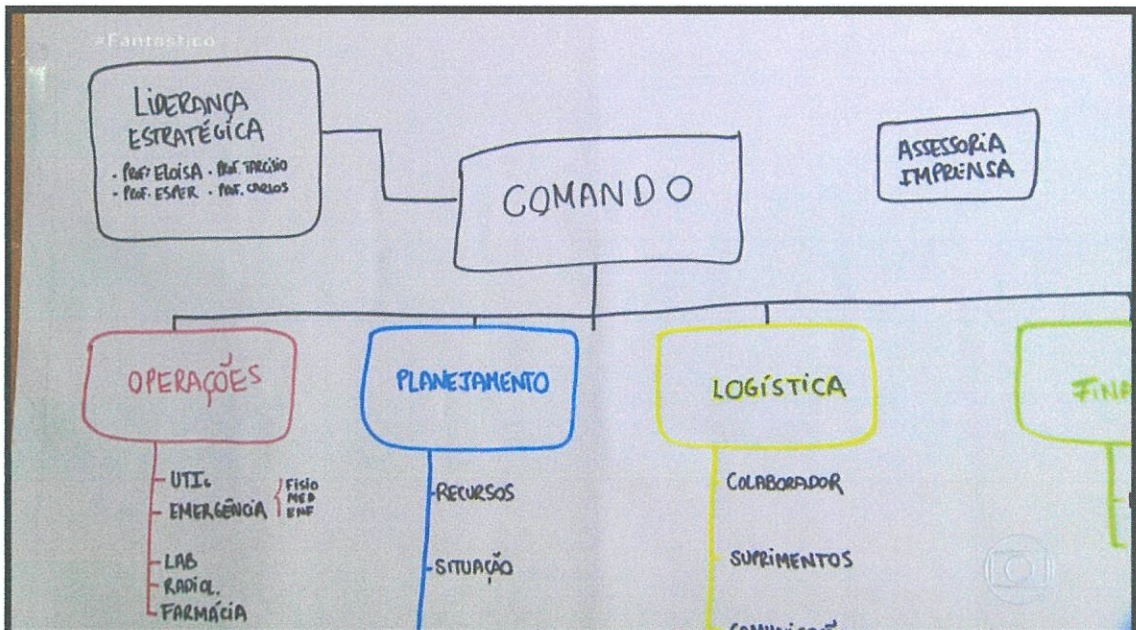 #Fantástico
LIDERANÇA
ESTRATÉGICA
· PROFª ELOISA · PROF. TARCISIO
· PROF. ESPER · PROF. CARLOS
COMANDO
ASSESSORIA
IMPRENSA
OPERAÇÕES
UTIs
EMERGÊNCIA
Fisio
MED
ENF
LAB
RADIOL.
FARMÁCIA
PLANEJAMENTO
RECURSOS
SITUAÇÃO
LOGÍSTICA
COLABORADOR
SUPRIMENTOS